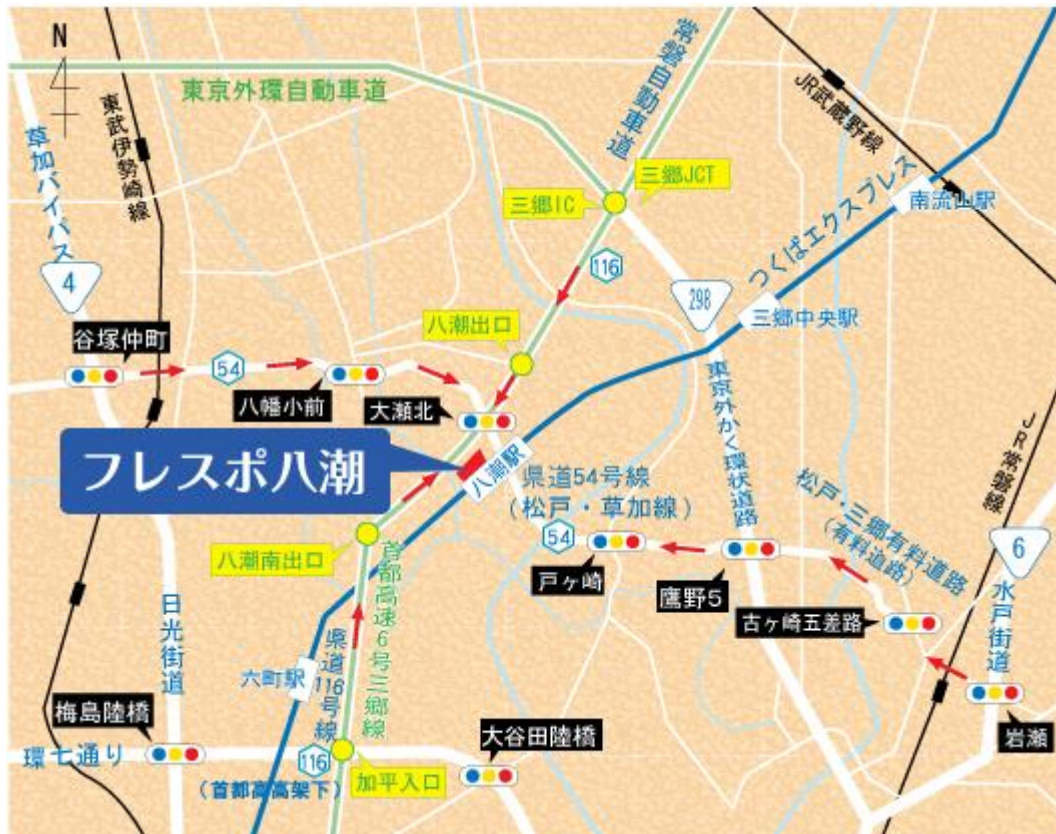 N
東京外環自動車道
常磐自動車道
JR武蔵野線
東武伊勢崎線
草加バイパス
三郷JCT
三郷IC
つくばエクスプレス
南流山駅
4
116
298
三郷中央駅
谷塚仲町
54
八潮出口
八幡小前
大瀬北
東京外かく環状道路
JR常磐線
フレスポ八潮
八潮駅
県道54号線
(松戸・草加線)
松戸・三郷有料道路
(有料道路)
54
6
八潮南出口
戸ヶ崎
鷹野5
古ヶ崎五差路
水戸街道
日光街道
首都高速6号三郷線
県道116号線
六町駅
梅島陸橋
大谷田陸橋
岩瀬
環七通り
116
加平入口
(首都高高架下)